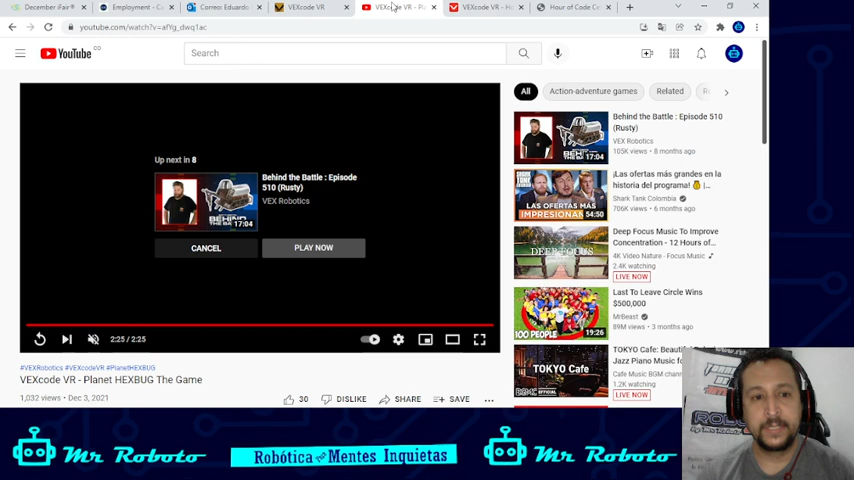 December iFair®
Employment - C
Correo: Eduardo
VEXcode VR
VEXcode VR - Pl
VEXcode VR - Ho
Hour of Code Ce
youtube.com/watch?v=afYg_dwq1ac
YouTube
CO
Search
All
Action-adventure games
Related
Up next in 8
Behind the Battle : Episode
510 (Rusty)
VEX Robotics
17:04
CANCEL
PLAY NOW
2:25 / 2:25
#VEXRobotics #VEXcodeVR #PlanetHEXBUG
VEXcode VR - Planet HEXBUG The Game
1,032 views • Dec 3, 2021
30
DISLIKE
SHARE
SAVE
Behind the Battle : Episode 510
(Rusty)
VEX Robotics
105K views • 8 months ago
17:04
¡Las ofertas más grandes en la
historia del programa! 💰 |...
Shark Tank Colombia
706K views • 6 months ago
LAS OFERTAS
MÁS
IMPRESIONAN
54:50
Deep Focus Music To Improve
Concentration - 12 Hours of...
4K Video Nature - Focus Music
2.4K watching
LIVE NOW
DEEP FOCUS
Last To Leave Circle Wins
$500,000
MrBeast
89M views • 3 months ago
100 PEOPLE
19:26
TOKYO Cafe: Beautiful
Jazz Piano Music fo
Cafe Music BGM chann
1.2K watching
LIVE NOW
TOKYO Cafe
Mr Roboto
Robótica Para Mentes Inquietas
Mr Roboto